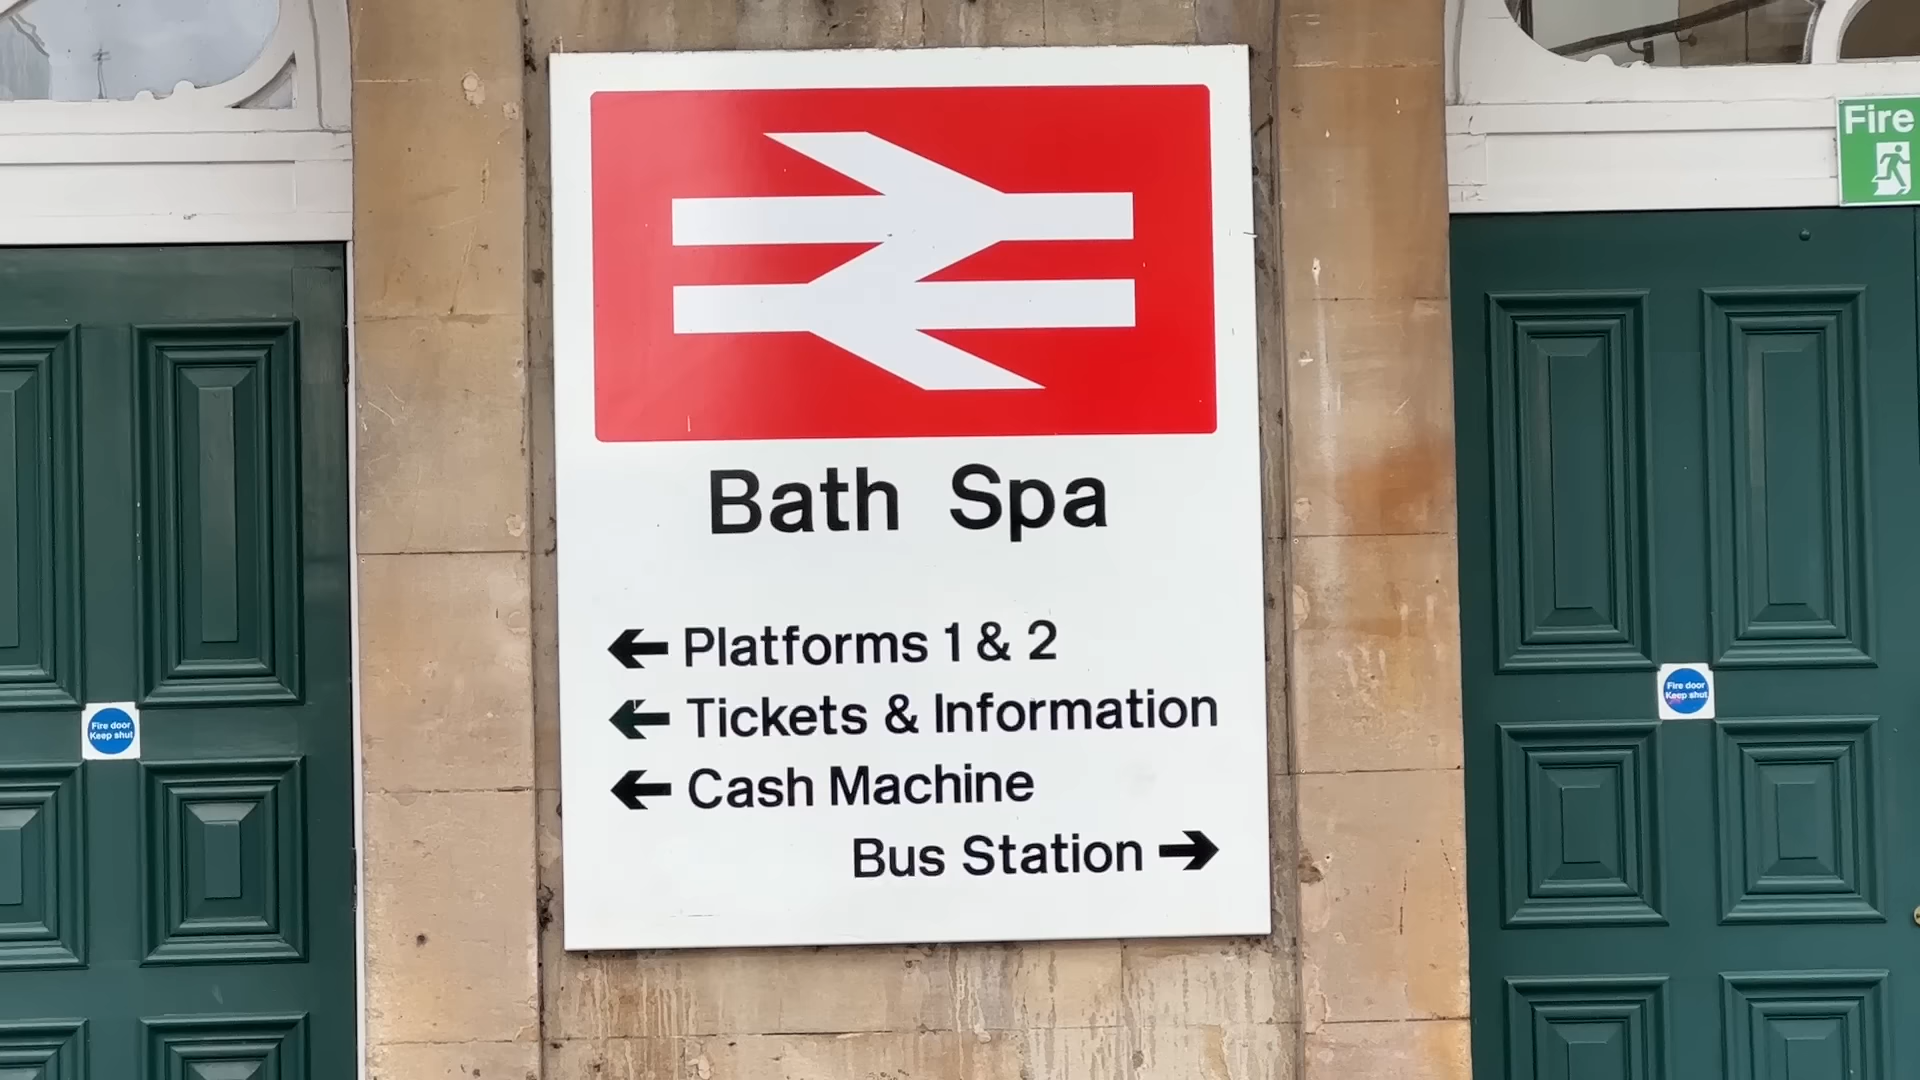 Fire
Bath Spa
← Platforms 1 & 2
← Tickets & Information
← Cash Machine
Bus Station →
Fire door
Keep shut
Fire door
Keep shut